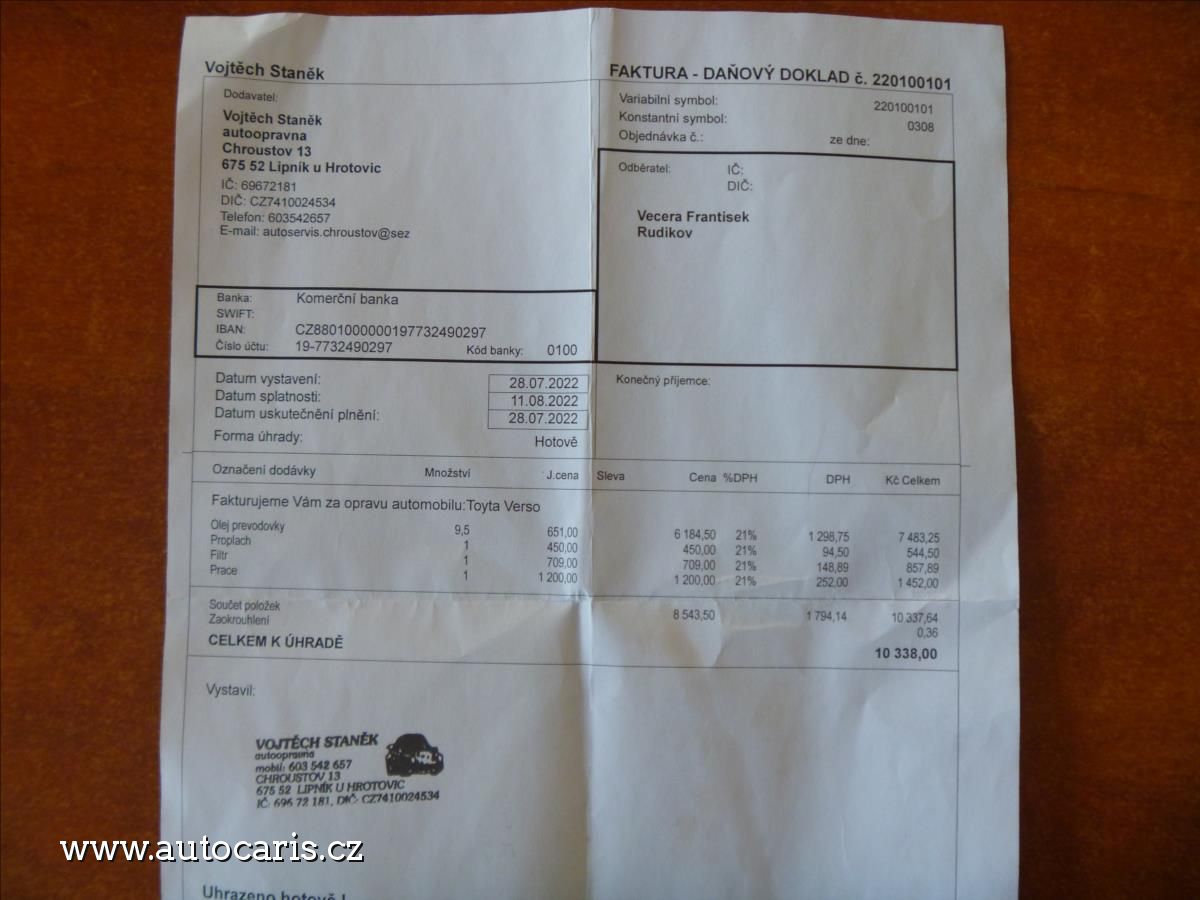 Vojtěch Staněk
FAKTURA - DAŇOVÝ DOKLAD č. 220100101
Dodavatel:
Vojtěch Staněk
autoopravna
Chroustov 13
675 52 Lipník u Hrotovic
IČ: 69672181
DIČ: CZ7410024534
Telefon: 603542657
E-mail: autoservis.chroustov@sez
Variabilní symbol: 220100101
Konstantní symbol: 0308
Objednávka č.: ze dne:
Odběratel: IČ:
DIČ:
Vecera Frantisek
Rudikov
Banka: Komerční banka
SWIFT:
IBAN: CZ8801000000197732490297
Číslo účtu: 19-7732490297 Kód banky: 0100
Datum vystavení: 28.07.2022
Datum splatnosti: 11.08.2022
Datum uskutečnění plnění: 28.07.2022
Forma úhrady: Hotově
Konečný příjemce:
Označení dodávky Množství J.cena Sleva Cena %DPH DPH Kč Celkem
Fakturujeme Vám za opravu automobilu:Toyta Verso
Olej prevodovky 9,5 651,00 6 184,50 21% 1 298,75 7 483,25
Proplach 1 450,00 450,00 21% 94,50 544,50
Filtr 1 709,00 709,00 21% 148,89 857,89
Prace 1 1 200,00 1 200,00 21% 252,00 1 452,00
Součet položek 8 543,50 1 794,14 10 337,64
Zaokrouhlení 0,36
CELKEM K ÚHRADĚ 10 338,00
Vystavil:
VOJTĚCH STANĚK
autoopravna
mobil: 603 542 657
CHROUSTOV 13
675 52 LIPNÍK U HROTOVIC
IČ: 696 72 181, DIČ: CZ7410024534
www.autocaris.cz
Uhrazeno hotově !